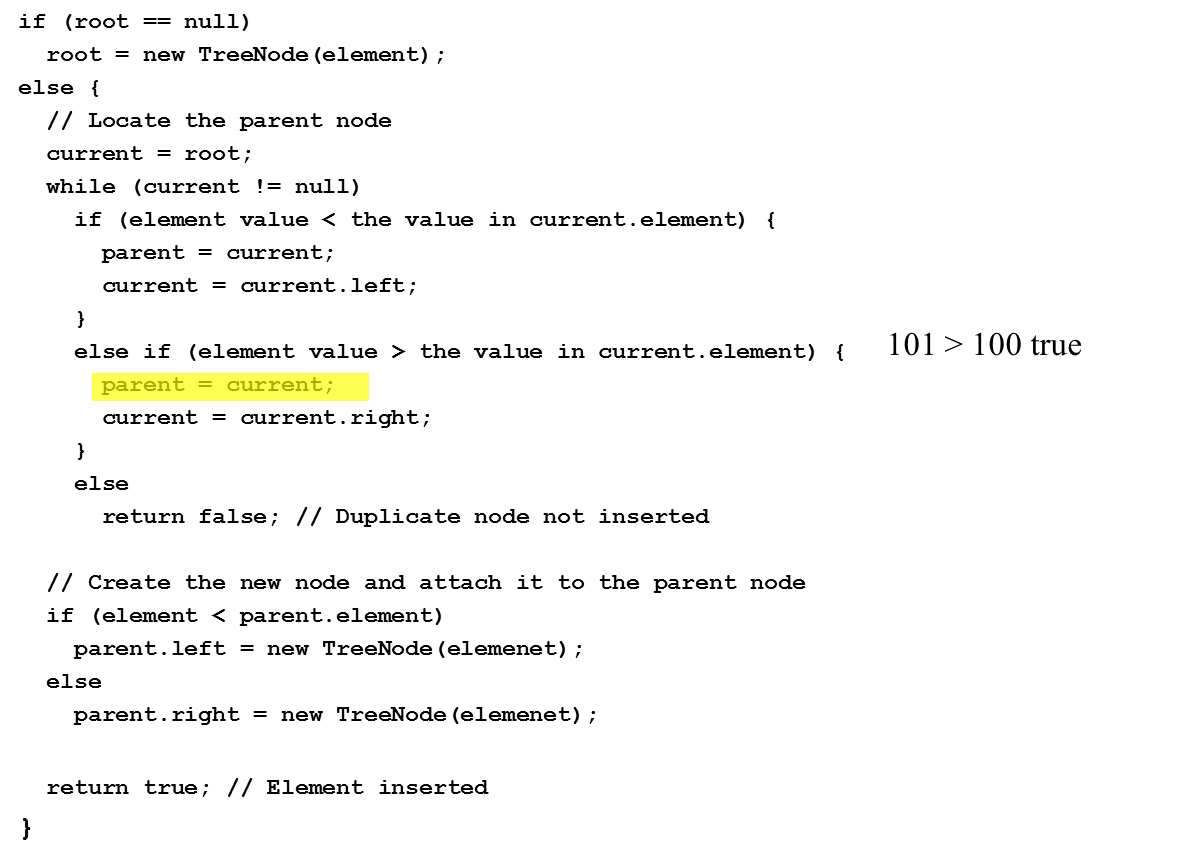 if (root == null)
  root = new TreeNode(element);
else {
  // Locate the parent node
  current = root;
  while (current != null)
    if (element value < the value in current.element) {
      parent = current;
      current = current.left;
    }
    else if (element value > the value in current.element) { 101 > 100 true
      parent = current;
      current = current.right;
    }
    else
      return false; // Duplicate node not inserted
  // Create the new node and attach it to the parent node
  if (element < parent.element)
    parent.left = new TreeNode(elemenet);
  else
    parent.right = new TreeNode(elemenet);
  return true; // Element inserted
}